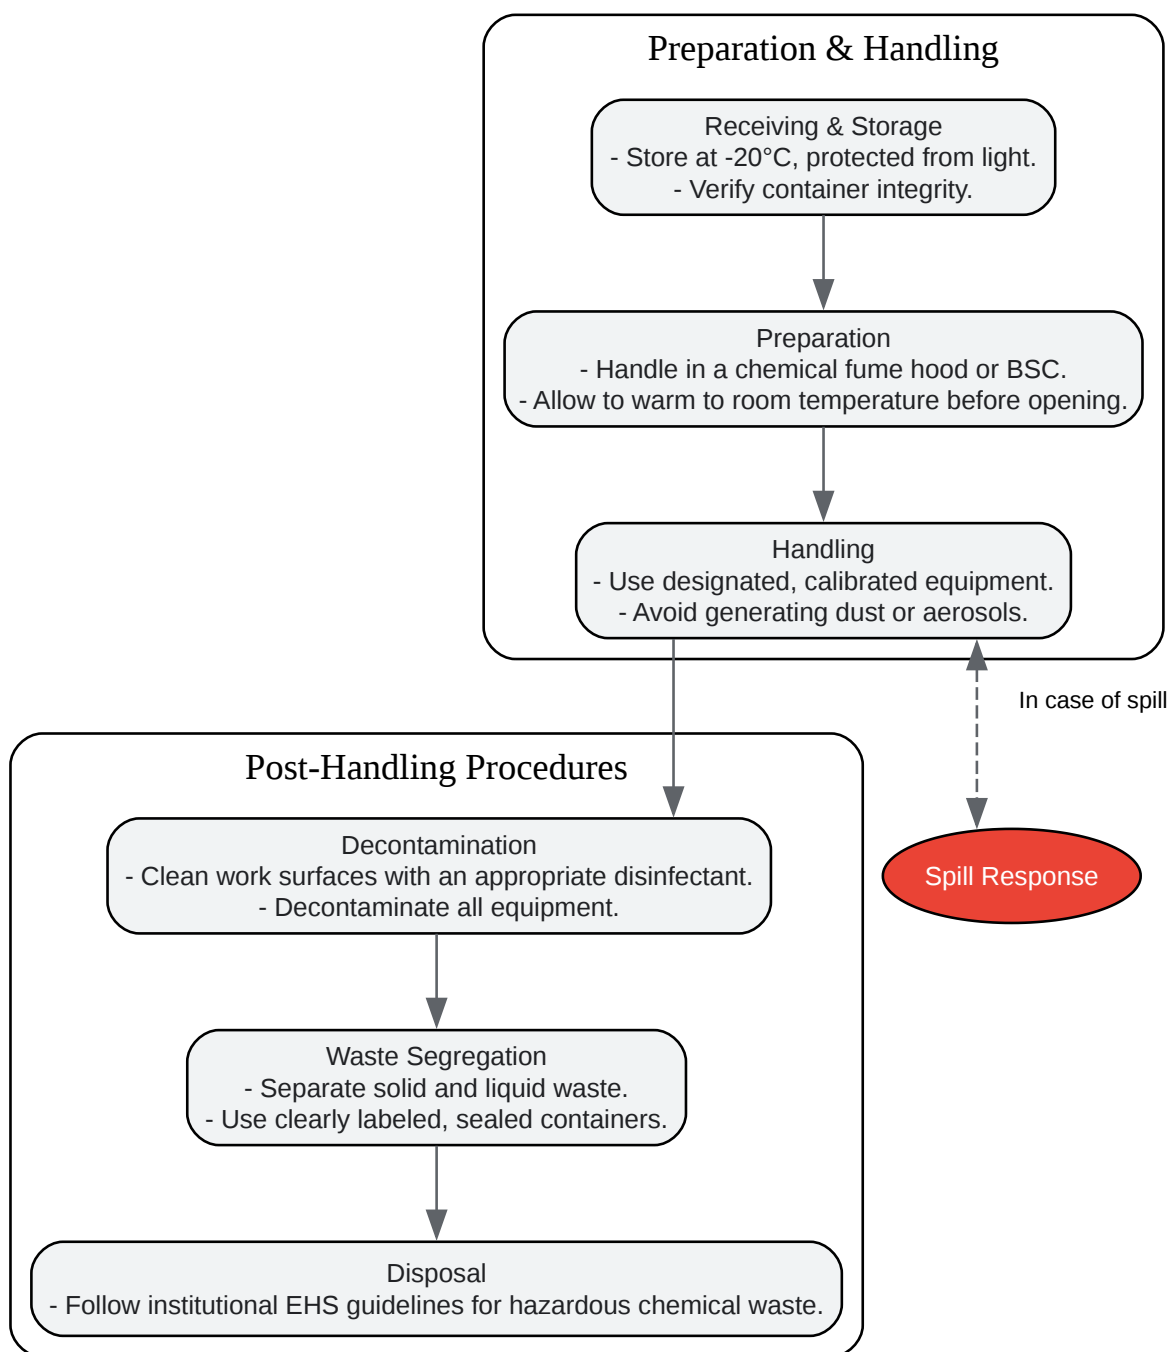 Preparation & Handling
Receiving & Storage
- Store at -20°C, protected from light.
- Verify container integrity.
Preparation
- Handle in a chemical fume hood or BSC.
- Allow to warm to room temperature before opening.
Handling
- Use designated, calibrated equipment.
- Avoid generating dust or aerosols.
In case of spill
Post-Handling Procedures
Decontamination
- Clean work surfaces with an appropriate disinfectant.
- Decontaminate all equipment.
Spill Response
Waste Segregation
- Separate solid and liquid waste.
- Use clearly labeled, sealed containers.
Disposal
- Follow institutional EHS guidelines for hazardous chemical waste.